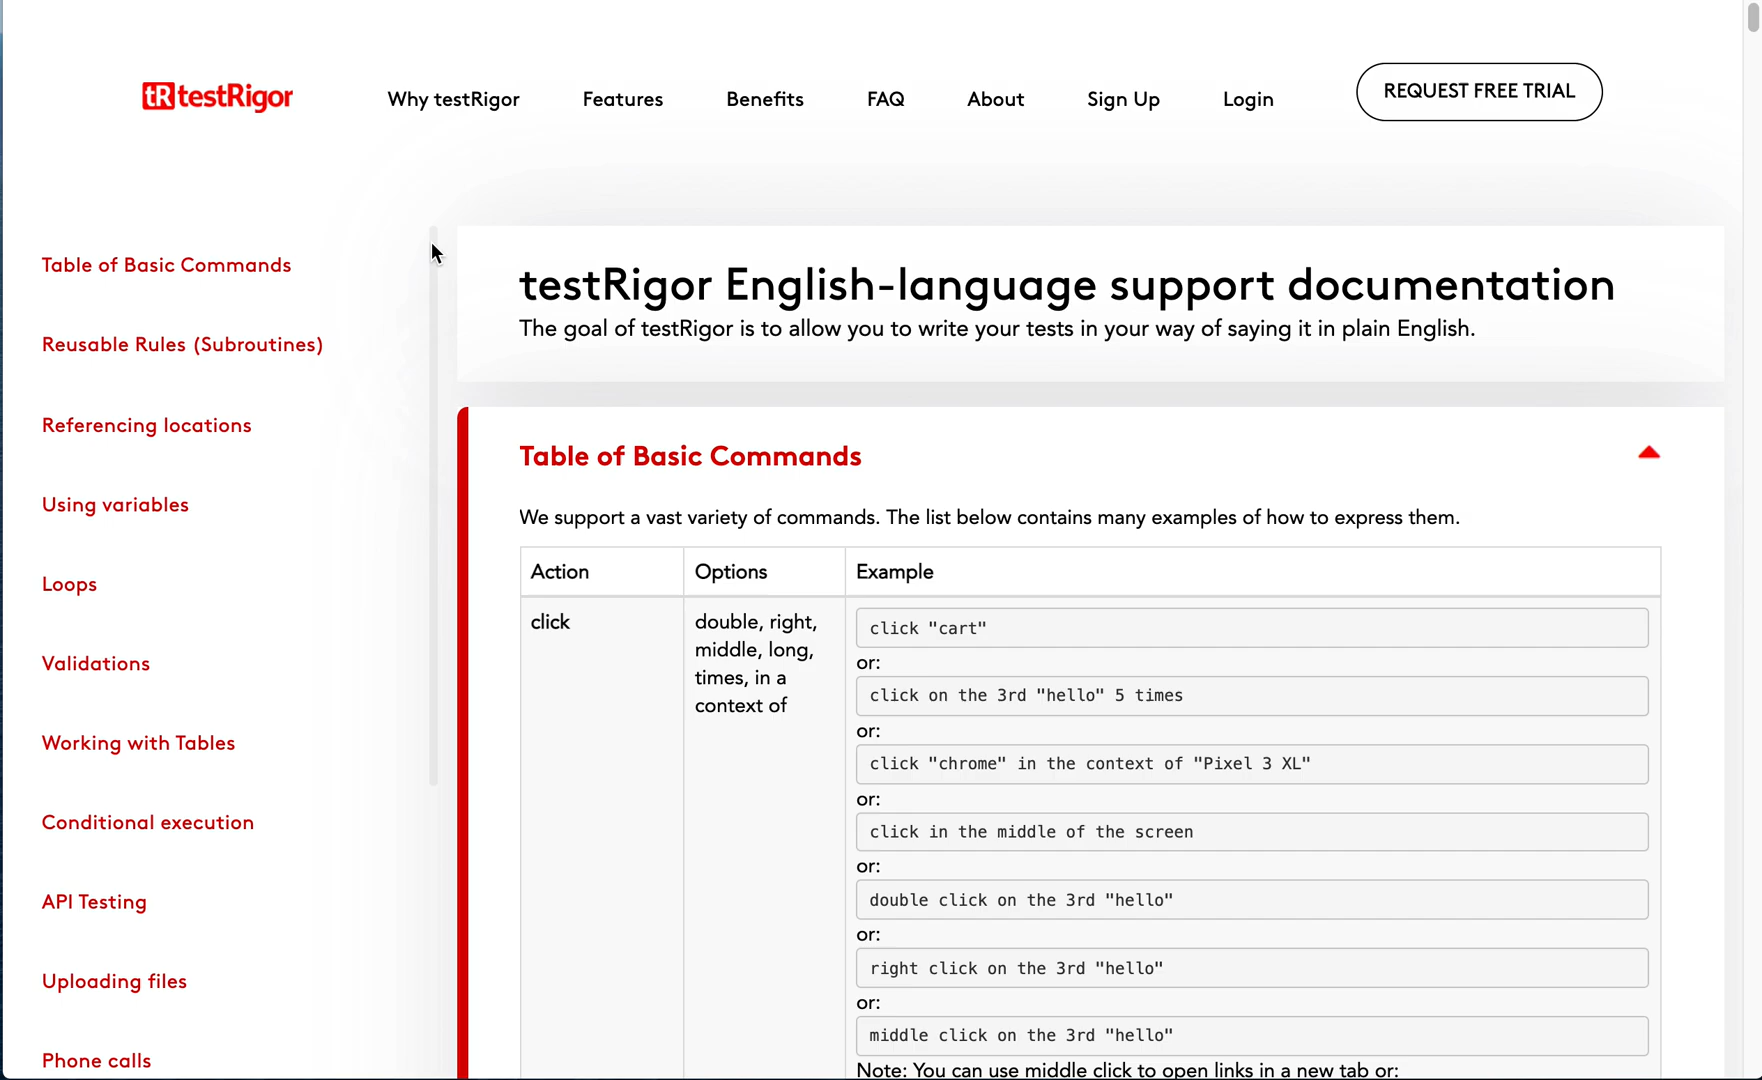 tR testRigor
Why testRigor
Features
Benefits
FAQ
About
Sign Up
Login
REQUEST FREE TRIAL
Table of Basic Commands
Reusable Rules (Subroutines)
Referencing locations
Using variables
Loops
Validations
Working with Tables
Conditional execution
API Testing
Uploading files
Phone calls
testRigor English-language support documentation
The goal of testRigor is to allow you to write your tests in your way of saying it in plain English.
Table of Basic Commands
We support a vast variety of commands. The list below contains many examples of how to express them.
Action
Options
Example
click
double, right,
middle, long,
times, in a
context of
click "cart"
or:
click on the 3rd "hello" 5 times
or:
click "chrome" in the context of "Pixel 3 XL"
or:
click in the middle of the screen
or:
double click on the 3rd "hello"
or:
right click on the 3rd "hello"
or:
middle click on the 3rd "hello"
Note: You can use middle click to open links in a new tab or: